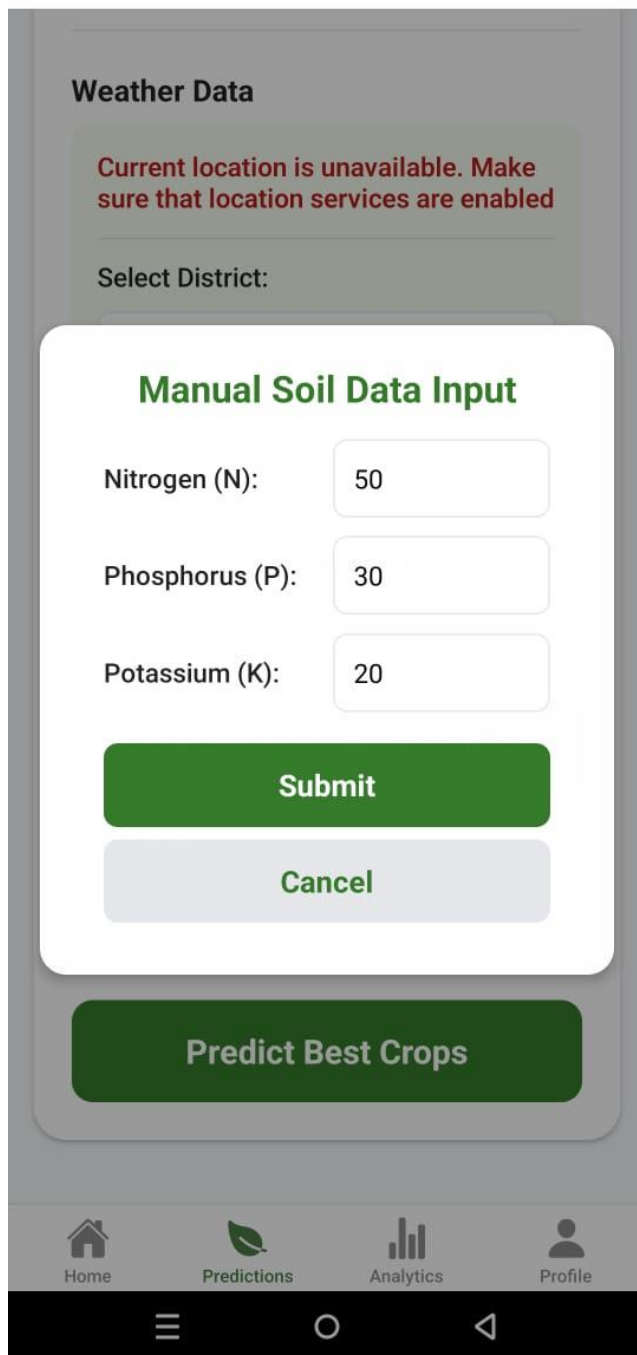 Weather Data
Current location is unavailable. Make
sure that location services are enabled
Select District:
Manual Soil Data Input
Nitrogen (N):
50
Phosphorus (P):
30
Potassium (K):
20
Submit
Cancel
Predict Best Crops
Home
Predictions
Analytics
Profile